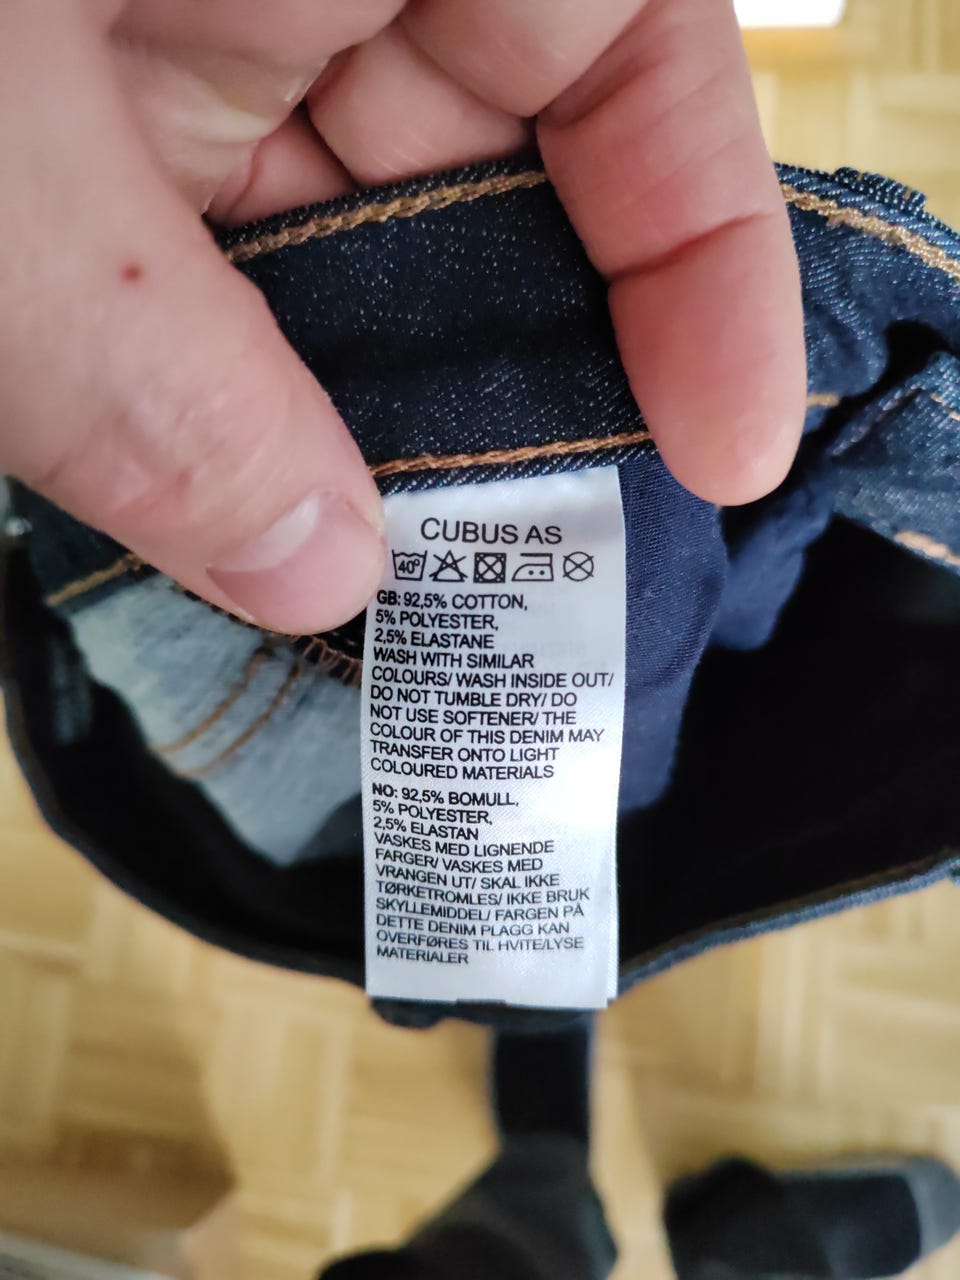 CUBUS AS
40°
GB: 92,5% COTTON,
5% POLYESTER,
2,5% ELASTANE
WASH WITH SIMILAR
COLOURS/ WASH INSIDE OUT/
DO NOT TUMBLE DRY/ DO
NOT USE SOFTENER/ THE
COLOUR OF THIS DENIM MAY
TRANSFER ONTO LIGHT
COLOURED MATERIALS
NO: 92,5% BOMULL,
5% POLYESTER,
2,5% ELASTAN
VASKES MED LIGNENDE
FARGER/ VASKES MED
VRANGEN UT/ SKAL IKKE
TØRKETROMLES/ IKKE BRUK
SKYLLEMIDDEL/ FARGEN PÅ
DETTE DENIM PLAGG KAN
OVERFØRES TIL HVITE/LYSE
MATERIALER